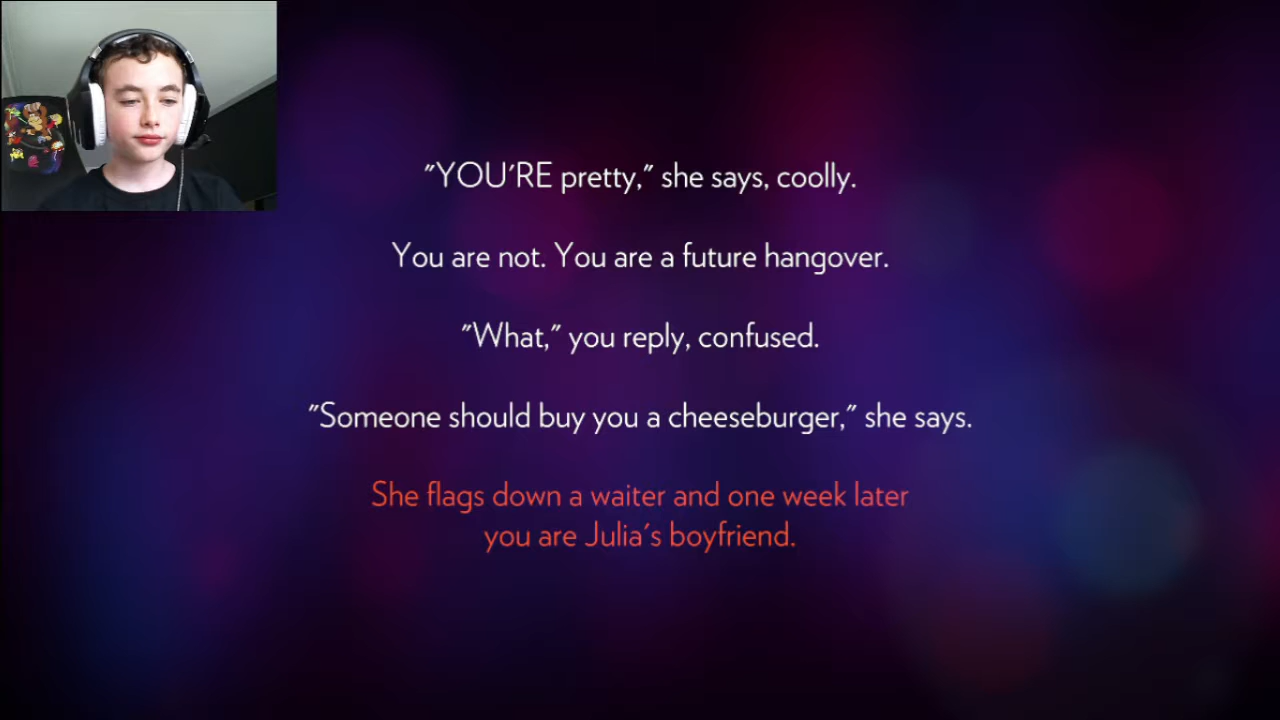 "YOU'RE pretty," she says, coolly.
You are not. You are a future hangover.
"What," you reply, confused.
"Someone should buy you a cheeseburger," she says.
She flags down a waiter and one week later
you are Julia's boyfriend.